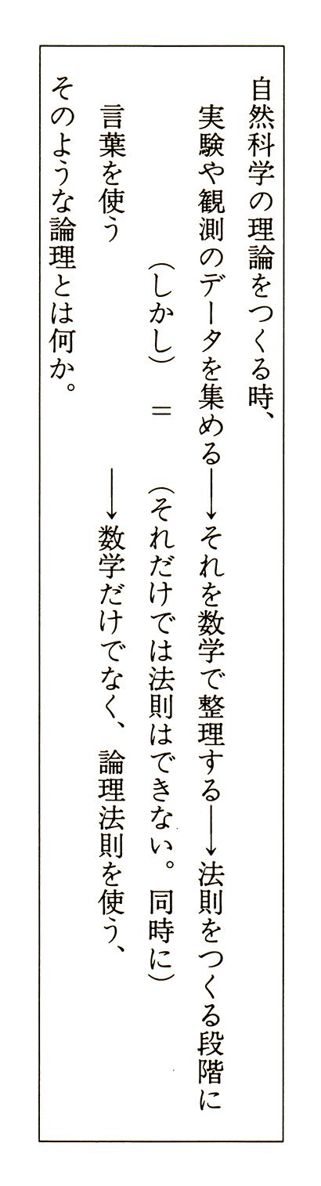 自然科学の理論をつくる時、
実験や観測のデータを集める──→それを数学で整理する──→法則をつくる段階に
(しかし) = (それだけでは法則はできない。同時に)
言葉を使う ──→数学だけでなく、論理法則を使う、
そのような論理とは何か。